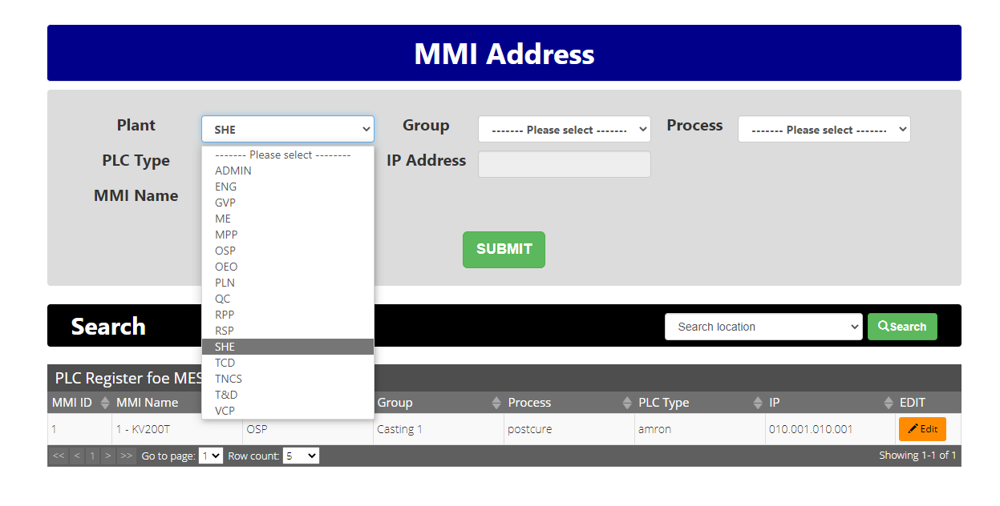 MMI Address
Plant SHE Group ------- Please select ------- Process ------- Please select -------
PLC Type IP Address
MMI Name
------- Please select --------
ADMIN
ENG
GVP
ME
MPP
OSP
OEO
PLN
QC
RPP
RSP
SHE
TCD
TNCS
T&D
VCP
SUBMIT
Search Search location Search
PLC Register foe MES
MMI ID MMI Name Group Process PLC Type IP EDIT
1 1 - KV200T OSP Casting 1 postcure amron 010.001.010.001 Edit
<< < 1 > >> Go to page: 1 Row count: 5 Showing 1-1 of 1